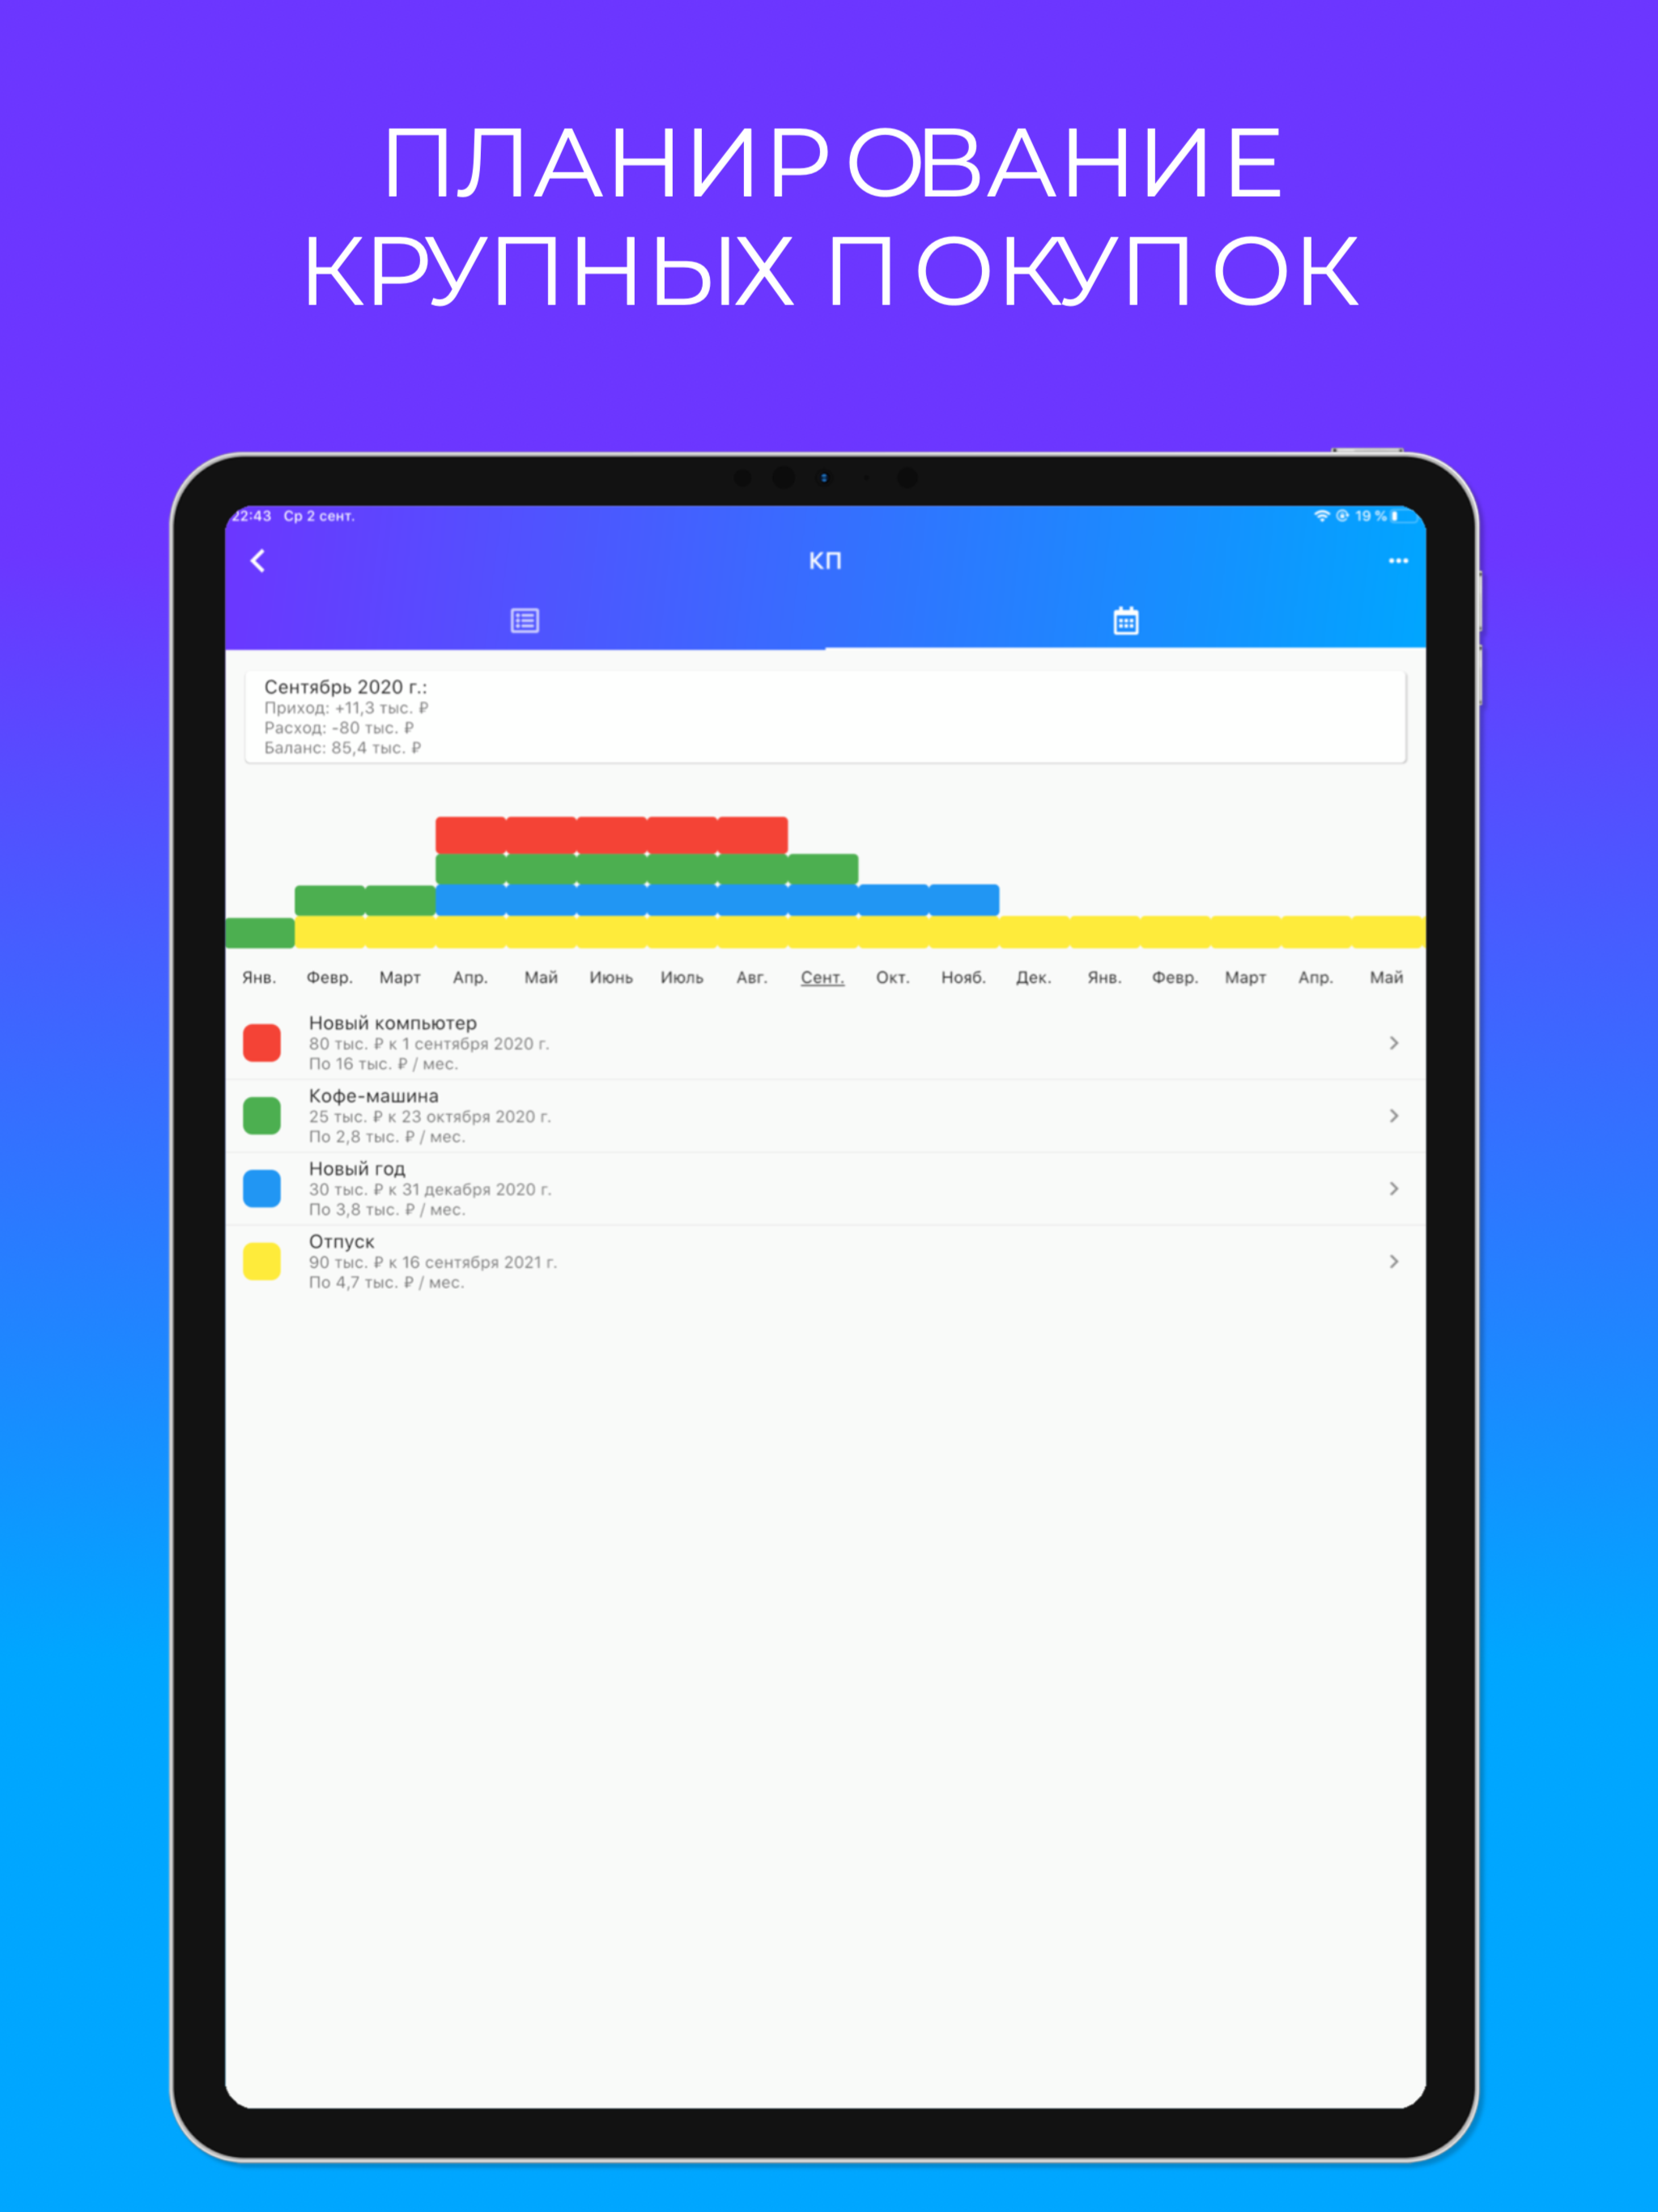 ПЛАНИРОВАНИЕ
КРУПНЫХ ПОКУПОК
22:43 Ср 2 сент.
19 %
КП
Сентябрь 2020 г.:
Приход: +11,3 тыс. ₽
Расход: -80 тыс. ₽
Баланс: 85,4 тыс. ₽
Янв. Февр. Март Апр. Май Июнь Июль Авг. Сент. Окт. Нояб. Дек. Янв. Февр. Март Апр. Май
Новый компьютер
80 тыс. ₽ к 1 сентября 2020 г.
По 16 тыс. ₽ / мес.
Кофе-машина
25 тыс. ₽ к 23 октября 2020 г.
По 2,8 тыс. ₽ / мес.
Новый год
30 тыс. ₽ к 31 декабря 2020 г.
По 3,8 тыс. ₽ / мес.
Отпуск
90 тыс. ₽ к 16 сентября 2021 г.
По 4,7 тыс. ₽ / мес.